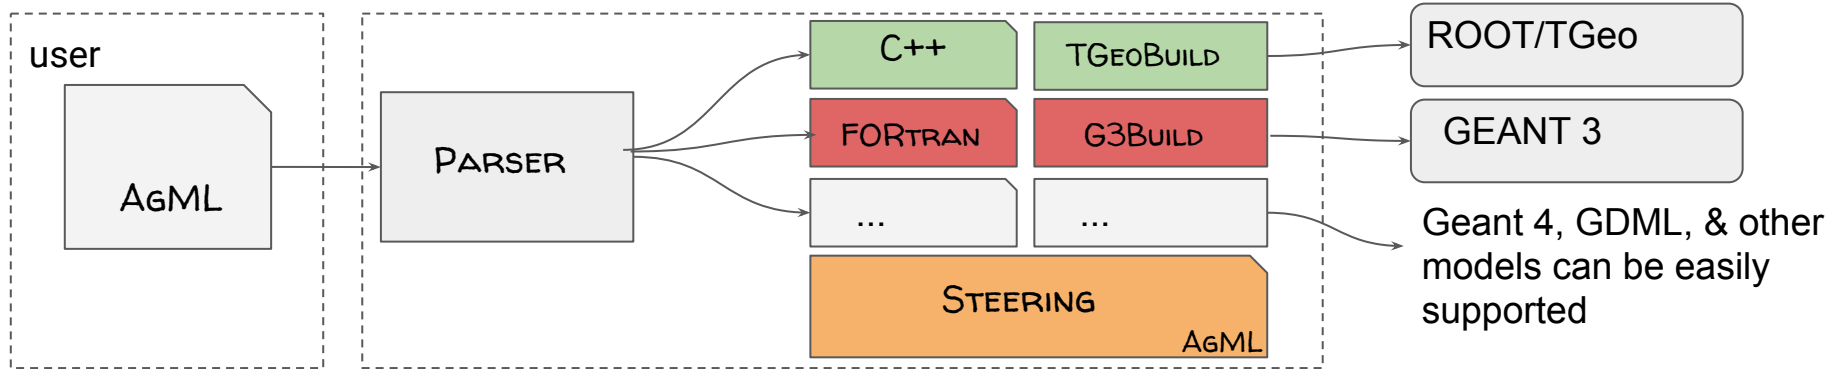 user
AgML
Parser
C++
TGeoBuild
FORtran
G3Build
...
...
Steering
AgML
ROOT/TGeo
GEANT 3
Geant 4, GDML, & other
models can be easily
supported